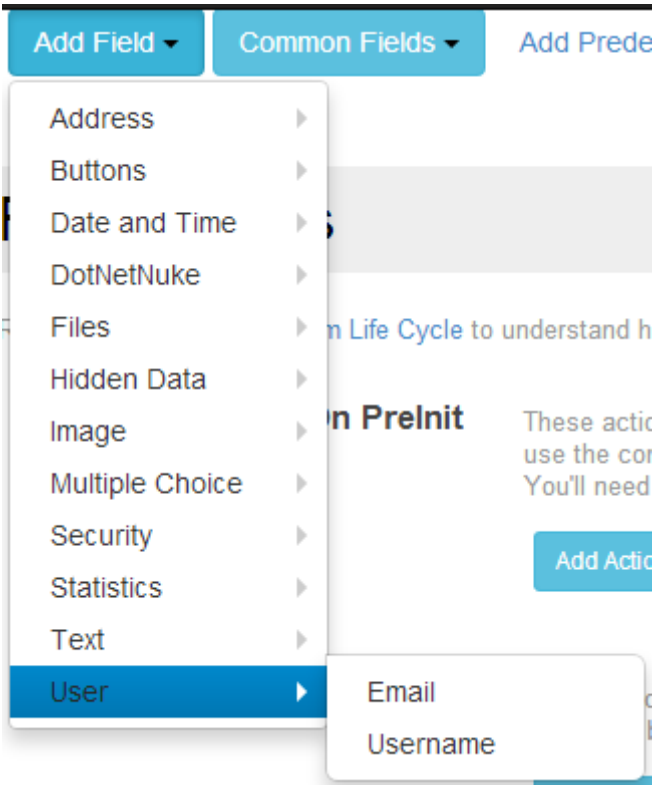 Add Field Common Fields Add Prede
Address
Buttons
Date and Time
DotNetNuke
Files
Hidden Data
Image
Multiple Choice
Security
Statistics
Text
User
Email
Username
m Life Cycle to understand h
n PreInit
These actio
use the con
You'll need
Add Actio